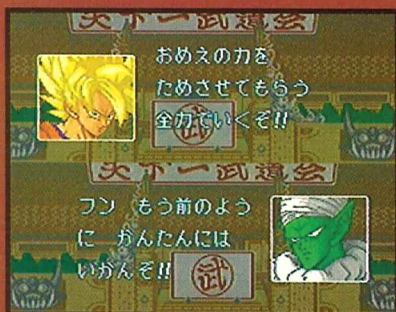 天下一武道会
おめえの力を
ためさせてもらう
全力でいくぞ!!
武
天下一武道会
フン もう前のよう
に かんたんには
いかんぞ!!
武